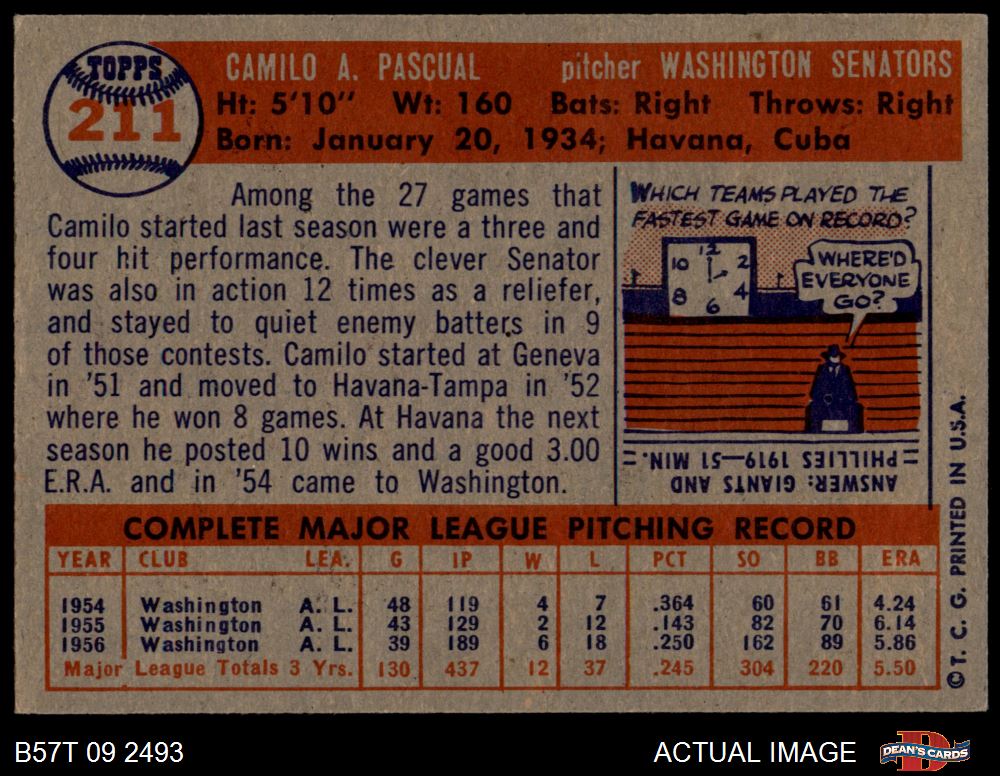 TOPPS
211
CAMILO A. PASCUAL pitcher WASHINGTON SENATORS
Ht: 5'10" Wt: 160 Bats: Right Throws: Right
Born: January 20, 1934; Havana, Cuba
Among the 27 games that
Camilo started last season were a three and
four hit performance. The clever Senator
was also in action 12 times as a reliefer,
and stayed to quiet enemy batters in 9
of those contests. Camilo started at Geneva
in '51 and moved to Havana-Tampa in '52
where he won 8 games. At Havana the next
season he posted 10 wins and a good 3.00
E.R.A. and in '54 came to Washington.
WHICH TEAMS PLAYED THE
FASTEST GAME ON RECORD?
12
10 2
8 4
6
WHERE'D
EVERYONE
GO?
ANSWER: GIANTS AND
PHILLIES 1919—51 MIN.
COMPLETE MAJOR LEAGUE PITCHING RECORD
YEAR CLUB LEA. G IP W L PCT SO BB ERA
1954 Washington A. L. 48 119 4 7 .364 60 61 4.24
1955 Washington A. L. 43 129 2 12 .143 82 70 6.14
1956 Washington A. L. 39 189 6 18 .250 162 89 5.86
Major League Totals 3 Yrs. 130 437 12 37 .245 304 220 5.50
©T. C. G. PRINTED IN U.S.A.
B57T 09 2493
ACTUAL IMAGE
D
DEAN'S CARDS